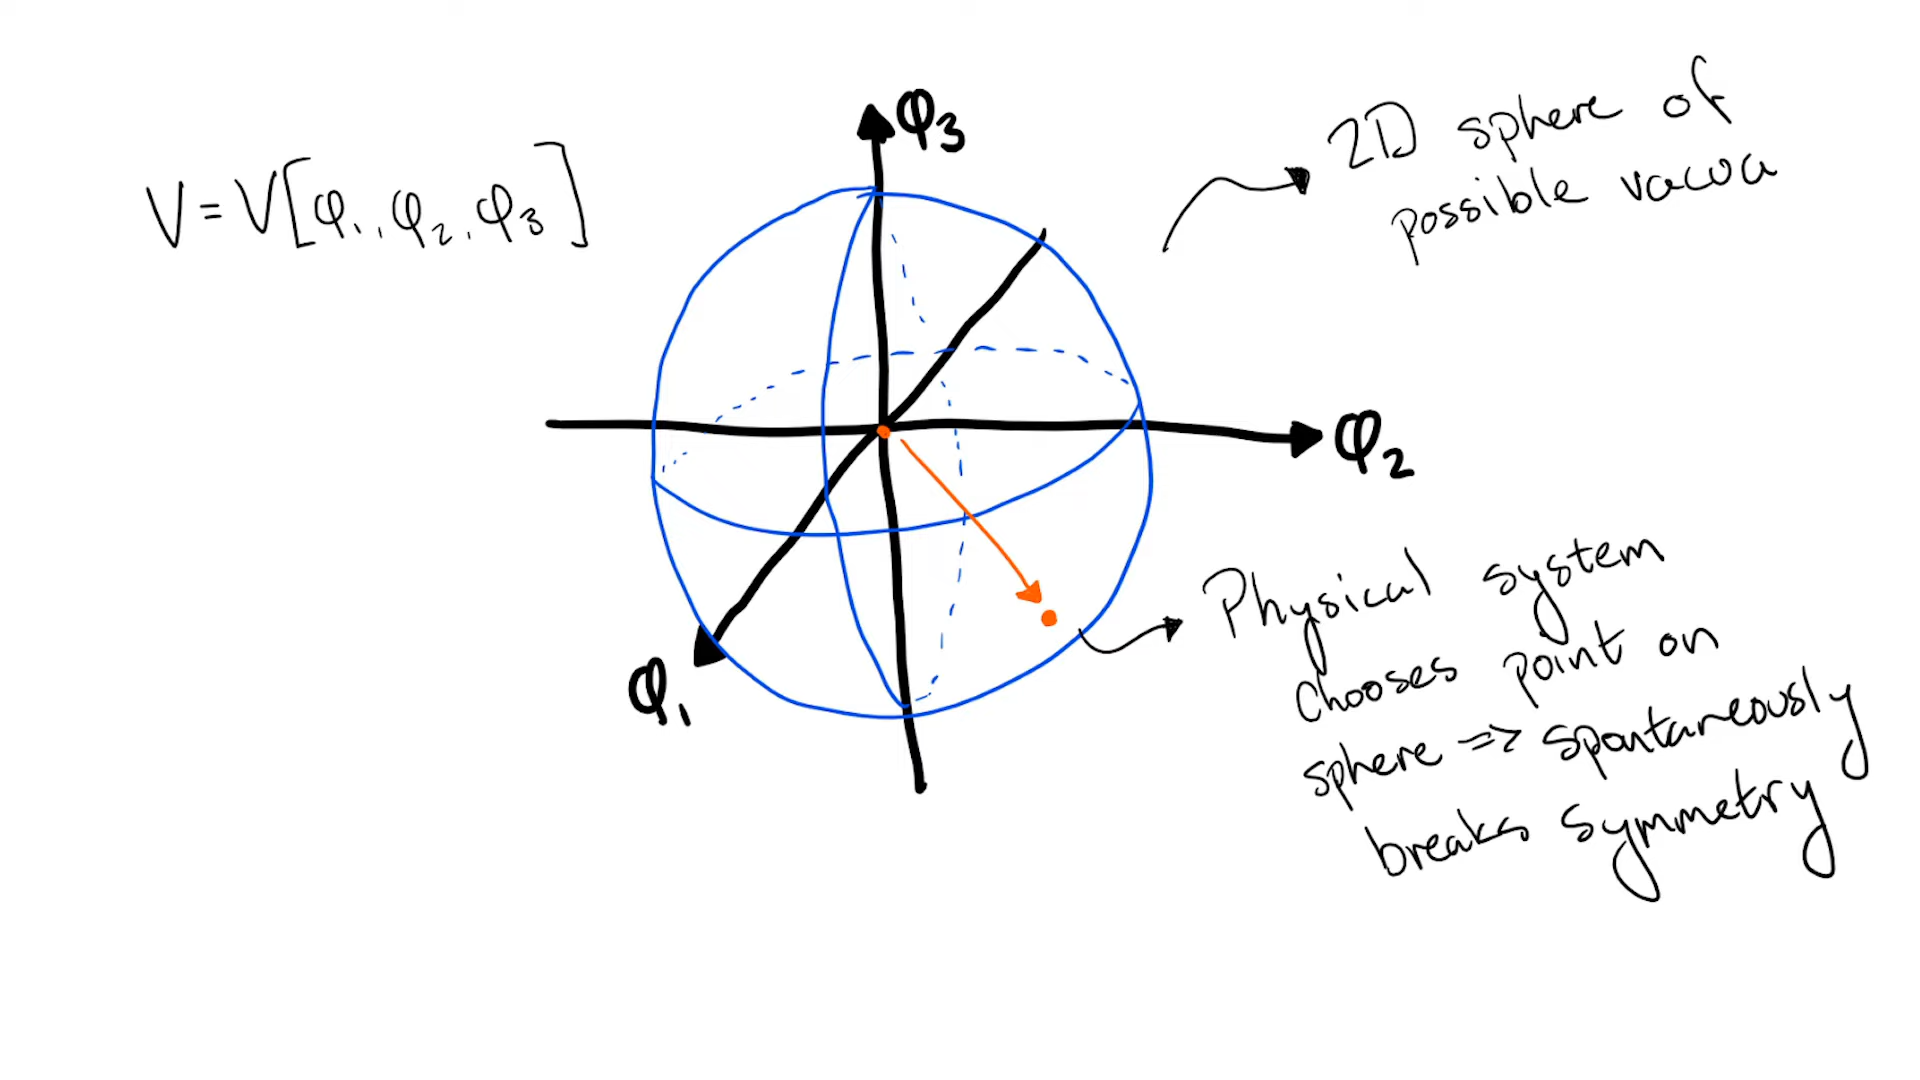 V = V[φ₁, φ₂, φ₃]
φ₃
2D sphere of
possible vacua
φ₂
φ₁
Physical system
chooses point on
sphere => spontaneously
breaks symmetry